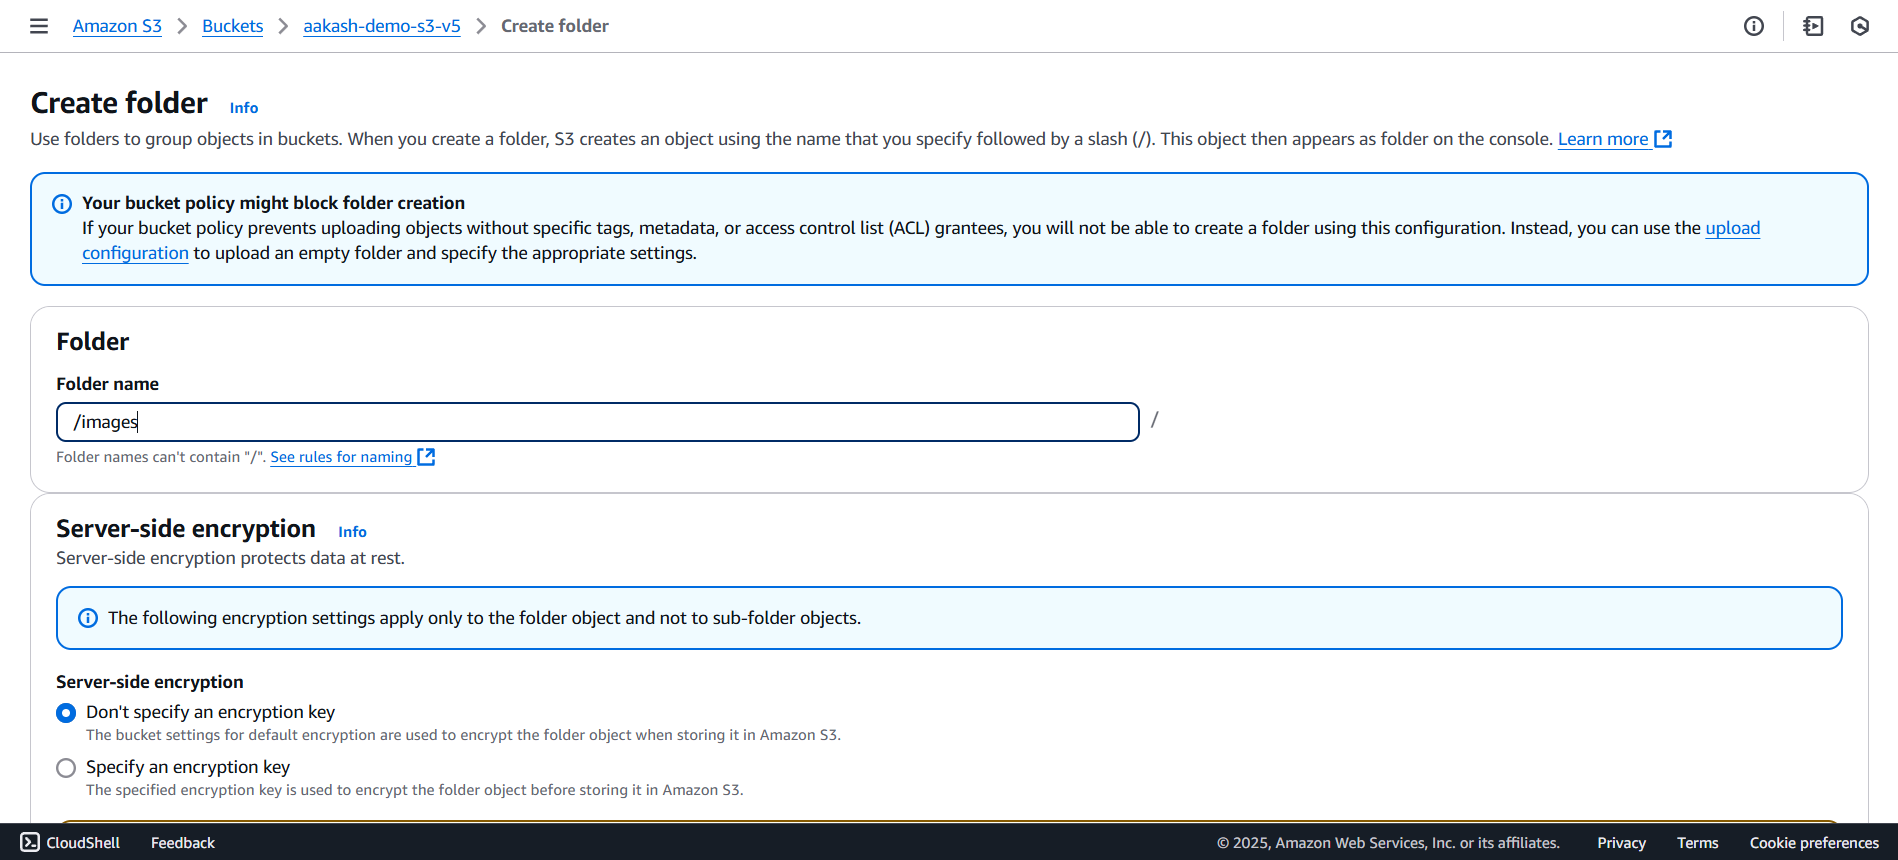 Amazon S3 > Buckets > aakash-demo-s3-v5 > Create folder
Create folder Info
Use folders to group objects in buckets. When you create a folder, S3 creates an object using the name that you specify followed by a slash (/). This object then appears as folder on the console. Learn more
Your bucket policy might block folder creation
If your bucket policy prevents uploading objects without specific tags, metadata, or access control list (ACL) grantees, you will not be able to create a folder using this configuration. Instead, you can use the upload
configuration to upload an empty folder and specify the appropriate settings.
Folder
Folder name
/images /
Folder names can't contain "/". See rules for naming
Server-side encryption Info
Server-side encryption protects data at rest.
The following encryption settings apply only to the folder object and not to sub-folder objects.
Server-side encryption
Don't specify an encryption key
The bucket settings for default encryption are used to encrypt the folder object when storing it in Amazon S3.
Specify an encryption key
The specified encryption key is used to encrypt the folder object before storing it in Amazon S3.
CloudShell Feedback © 2025, Amazon Web Services, Inc. or its affiliates. Privacy Terms Cookie preferences